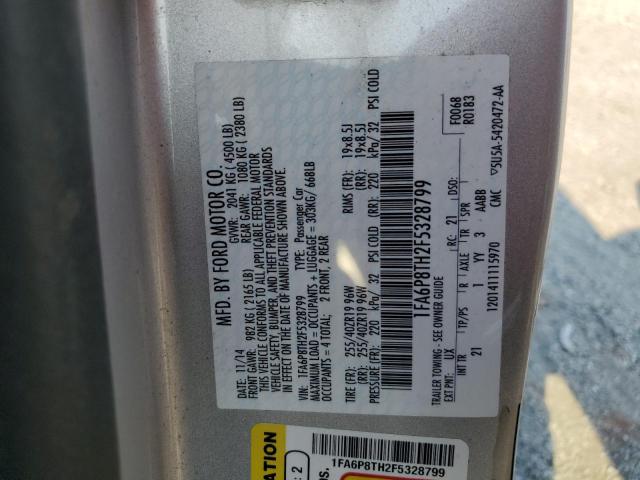 MFD. BY FORD MOTOR CO.
DATE: 11/14 GVWR: 2041 KG ( 4500 LB)
FRONT GAWR: 982 KG ( 2165 LB) REAR GAWR: 1080 KG ( 2380 LB)
THIS VEHICLE CONFORMS TO ALL APPLICABLE FEDERAL MOTOR
VEHICLE SAFETY, BUMPER, AND THEFT PREVENTION STANDARDS
IN EFFECT ON THE DATE OF MANUFACTURE SHOWN ABOVE.
VIN: 1FA6P8TH2F5328799 TYPE: Passenger Car
MAXIMUM LOAD = OCCUPANTS + LUGGAGE = 303KG/ 668LB
OCCUPANTS = 4 TOTAL; 2 FRONT, 2 REAR
TIRE (FR): 255/40ZR19 96W RIMS (FR): 19x8.5J
(RR): 255/40ZR19 96W (RR): 19x8.5J
PRESSURE (FR): 220 kPa/ 32 PSI COLD (RR): 220 kPa/ 32 PSI COLD
1FA6P8TH2F5328799
F0068
R01B3
TRAILER TOWING - SEE OWNER GUIDE
EXT PNT: UX RC: 21 DSO:
INT TR TP/PS R AXLE TR SPR
21 1 YY 3 AABB
1201411115970 CMC 5U5A-5420472-AA
1FA6P8TH2F5328799
: 2